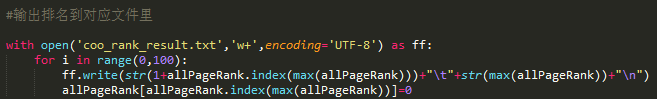 #输出排名到对应文件里
with open('coo_rank_result.txt','w+',encoding='UTF-8') as ff:
    for i in range(0,100):
        ff.write(str(1+allPageRank.index(max(allPageRank)))+"\t"+str(max(allPageRank))+"\n")
        allPageRank[allPageRank.index(max(allPageRank))]=0